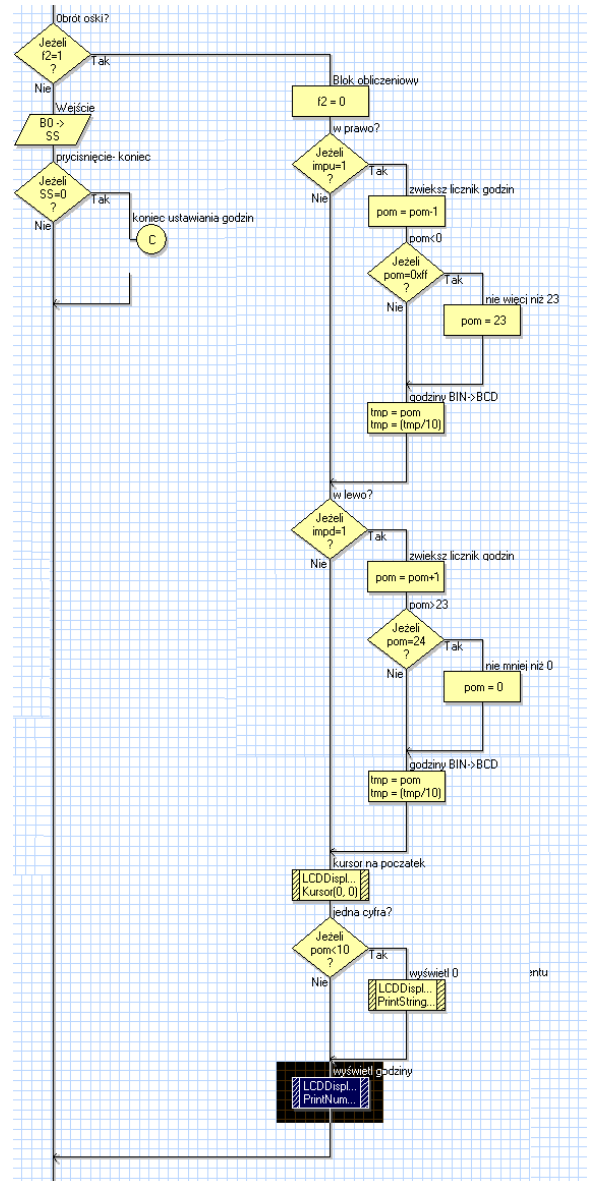 Obrót ośki?
Jeżeli
f2=1
?
Tak
Nie
Wejście
B0 ->
SS
prycisnięcie- koniec
Jeżeli
SS=0
?
Tak
Nie
koniec ustawiania godzin
C
Blok obliczeniowy
f2 = 0
w prawo?
Jeżeli
impu=1
?
Tak
Nie
zwieksz licznik godzin
pom = pom-1
pom<0
Jeżeli
pom=0xff
?
Tak
Nie
nie więcj niż 23
pom = 23
godziny BIN->BCD
tmp = pom
tmp = (tmp/10)
w lewo?
Jeżeli
impd=1
?
Tak
Nie
zwieksz licznik godzin
pom = pom+1
pom>23
Jeżeli
pom=24
?
Tak
Nie
nie mniej niż 0
pom = 0
godziny BIN->BCD
tmp = pom
tmp = (tmp/10)
kursor na poczatek
LCDDispl...
Kursor(0, 0)
jedna cyfra?
Jeżeli
pom<10
?
Tak
Nie
wyświetl 0
entu
LCDDispl...
PrintString...
wyświetl godziny
LCDDispl...
PrintNum...